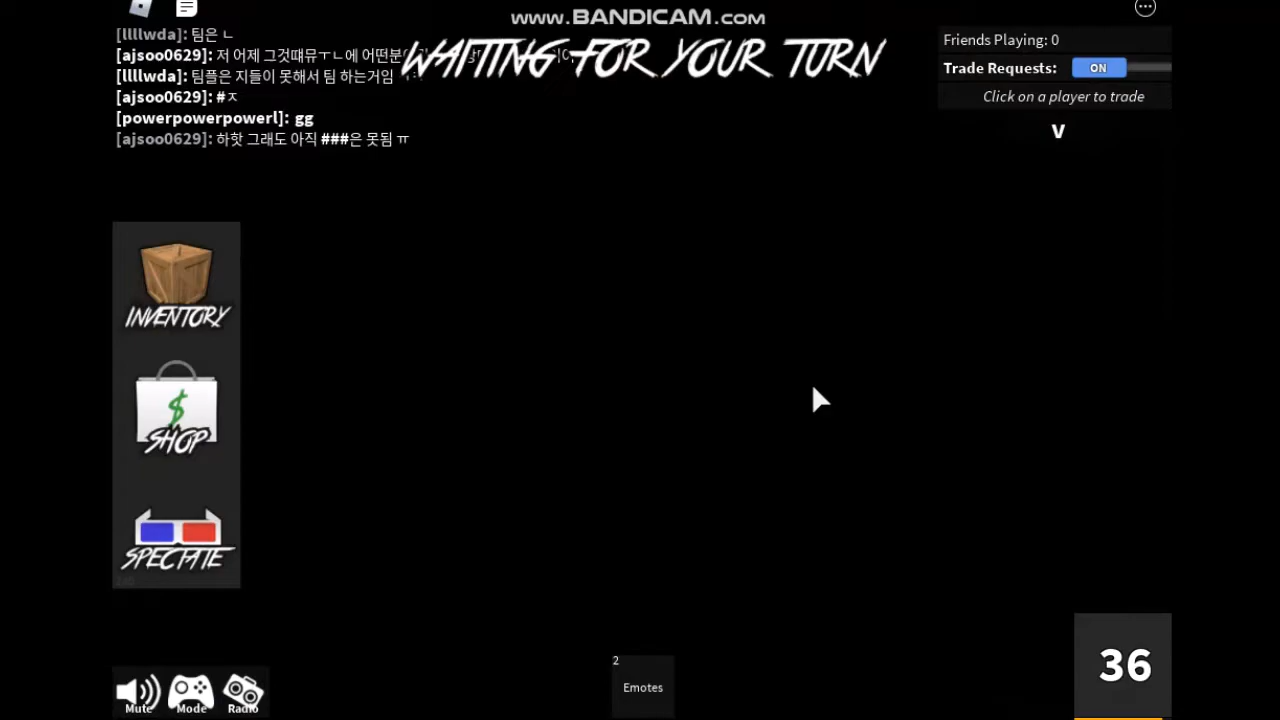 www.BANDICAM.com
[llllwda]: 팀은 ㄴ
[ajsoo0629]: 저 어제 그것떄뮤ㅜㄴ에 어떤분
[llllwda]: 팀플은 지들이 못해서 팀 하는거임
[ajsoo0629]: #ㅈ
[powerpowerpowerl]: gg
[ajsoo0629]: 하핫 그래도 아직 ###은 못됨 ㅠ
WAITING FOR YOUR TURN
Friends Playing: 0
Trade Requests: ON
Click on a player to trade
V
INVENTORY
$
SHOP
SPECTATE
Mute
Mode
Radio
2
Emotes
36